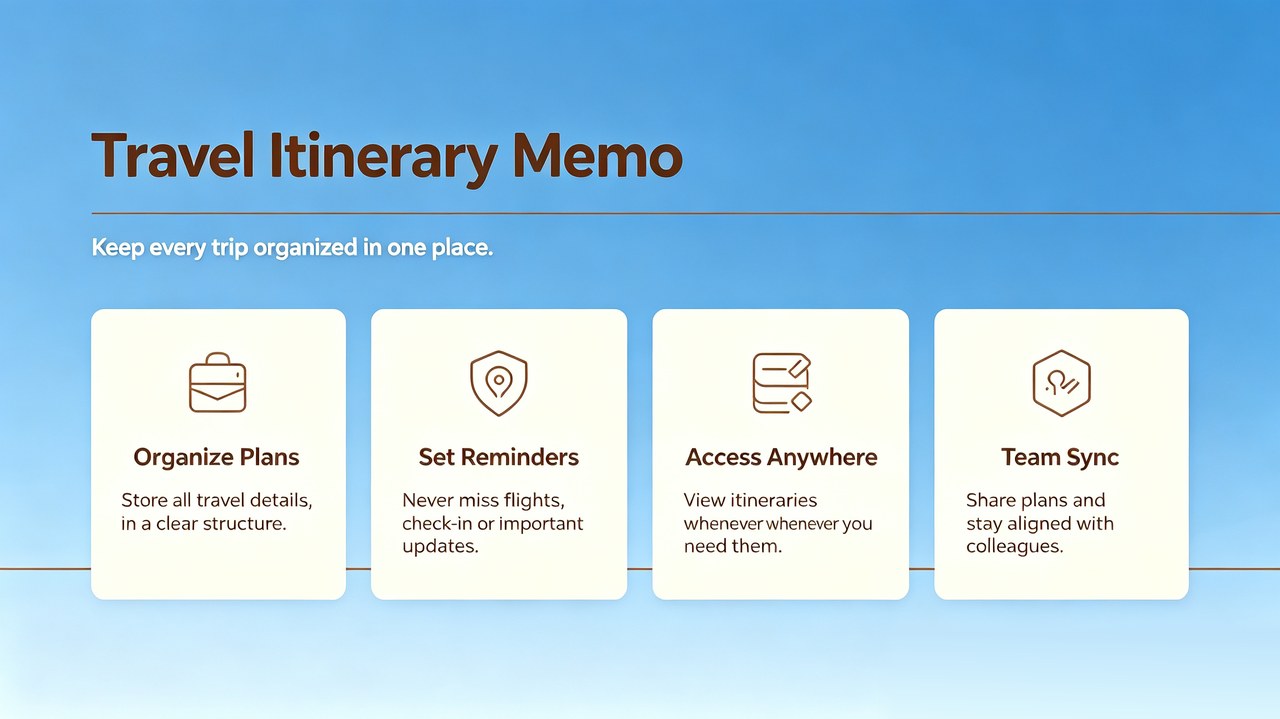 Travel Itinerary Memo
Keep every trip organized in one place.
Organize Plans
Store all travel details,
in a clear structure.
Set Reminders
Never miss flights,
check-in or important
updates.
Access Anywhere
View itineraries
whenever whenever you
need them.
Team Sync
Share plans and
stay aligned with
colleagues.